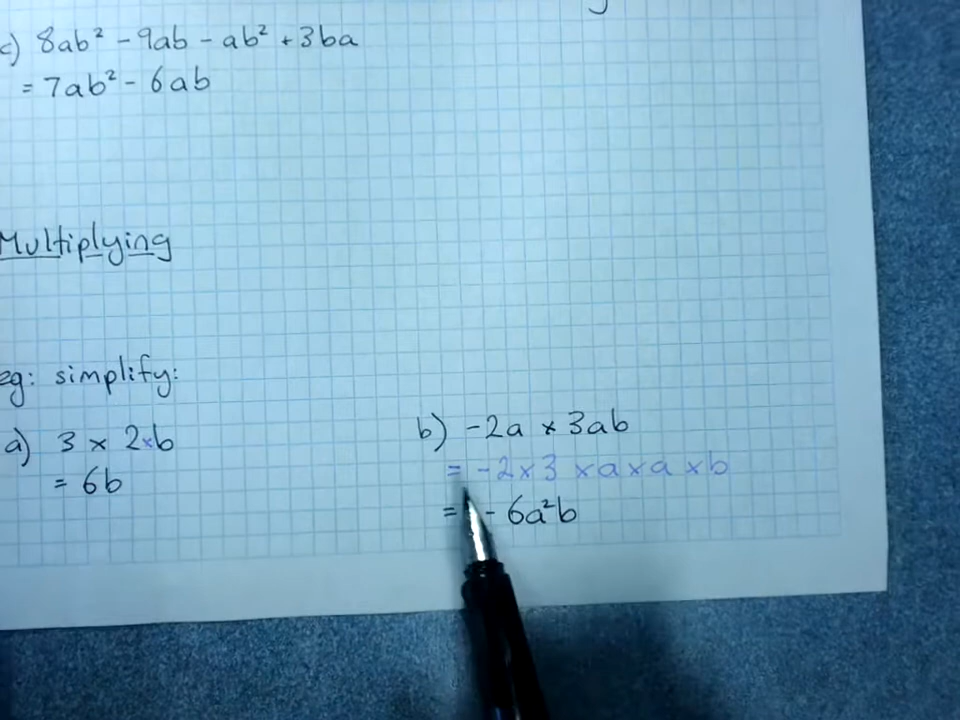 c) 8ab² - 9ab - ab² + 3ba
= 7ab² - 6ab
Multiplying
eg: simplify:
a) 3 × 2×b
= 6b
b) -2a × 3ab
= -2×3 ×a×a×b
= -6a²b